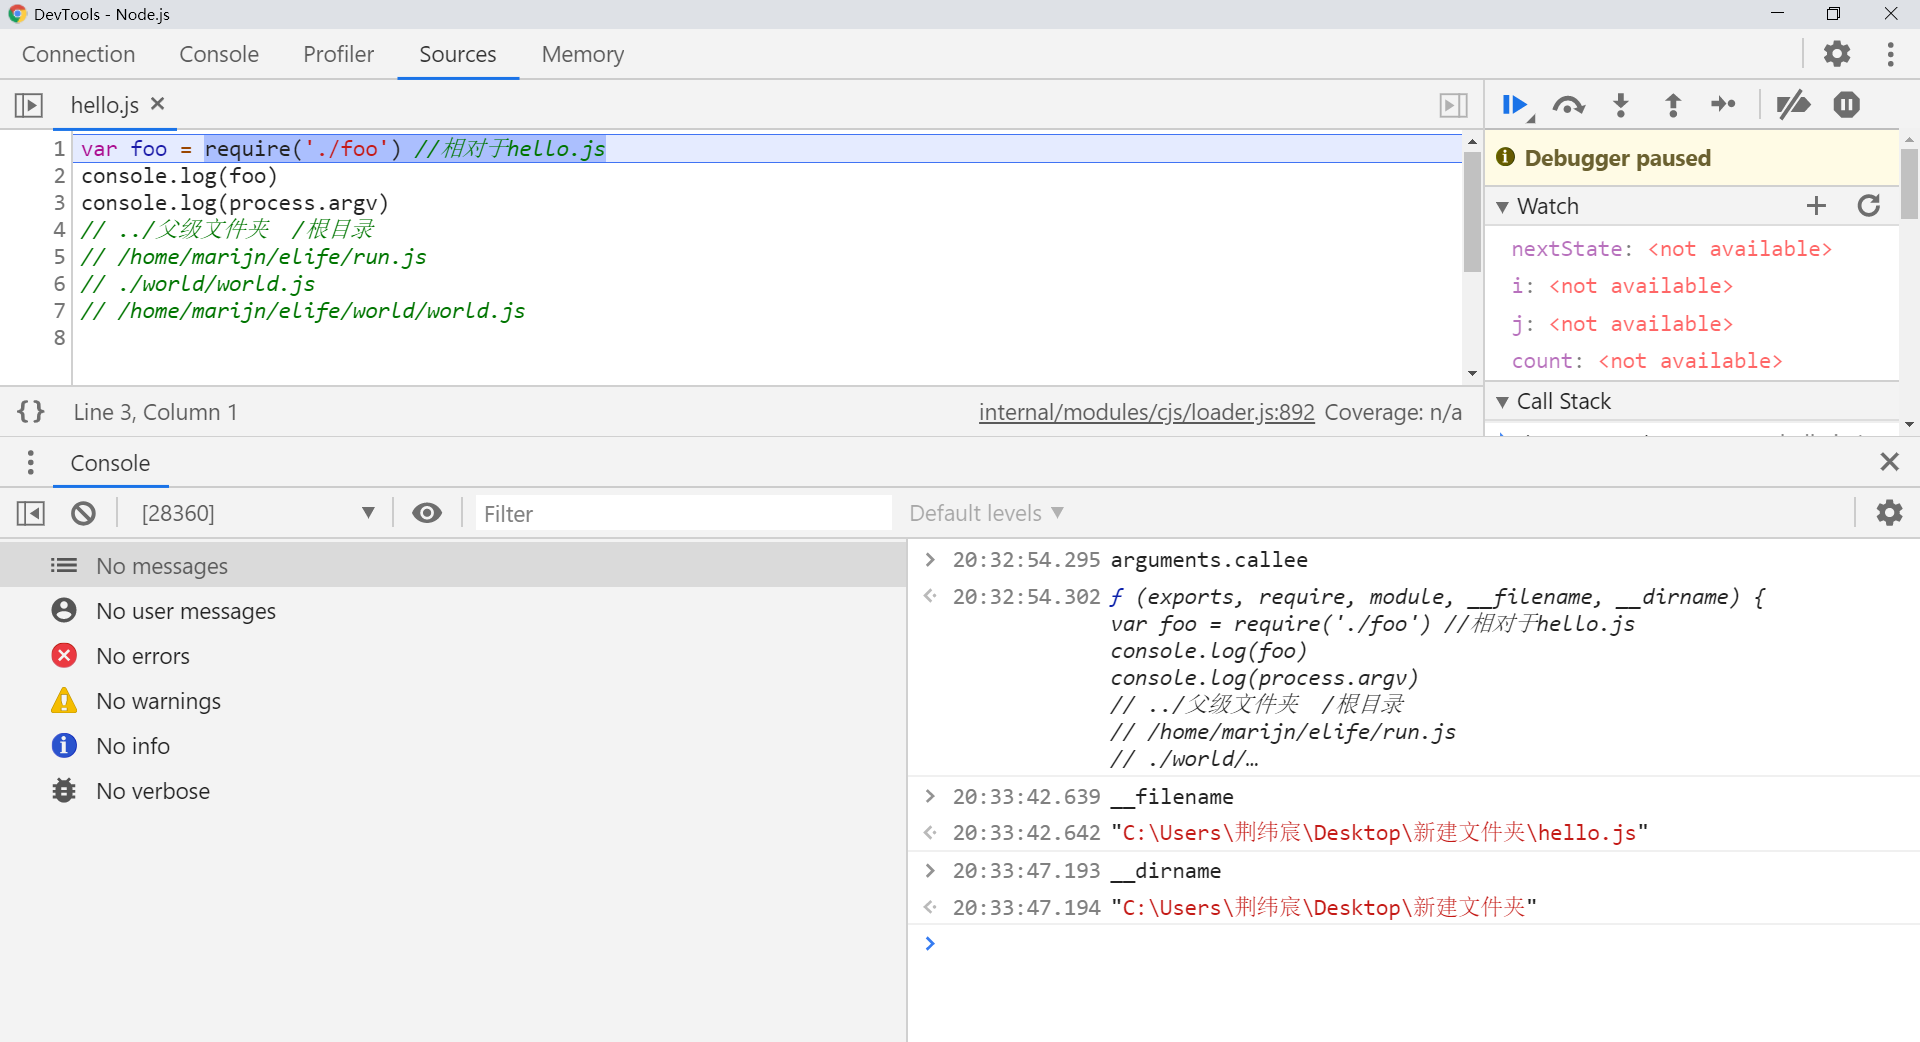 DevTools - Node.js
Connection Console Profiler Sources Memory
hello.js
1 var foo = require('./foo') //相对于hello.js
2 console.log(foo)
3 console.log(process.argv)
4 // ../父级文件夹  /根目录
5 // /home/marijn/elife/run.js
6 // ./world/world.js
7 // /home/marijn/elife/world/world.js
8
Line 3, Column 1
internal/modules/cjs/loader.js:892 Coverage: n/a
Debugger paused
Watch
nextState: <not available>
i: <not available>
j: <not available>
count: <not available>
Call Stack
Console
[28360]
Filter
Default levels
No messages
No user messages
No errors
No warnings
No info
No verbose
20:32:54.295 arguments.callee
20:32:54.302 ƒ (exports, require, module, __filename, __dirname) {
var foo = require('./foo') //相对于hello.js
console.log(foo)
console.log(process.argv)
// ../父级文件夹  /根目录
// /home/marijn/elife/run.js
// ./world/…
20:33:42.639 __filename
20:33:42.642 "C:\Users\荆纬宸\Desktop\新建文件夹\hello.js"
20:33:47.193 __dirname
20:33:47.194 "C:\Users\荆纬宸\Desktop\新建文件夹"